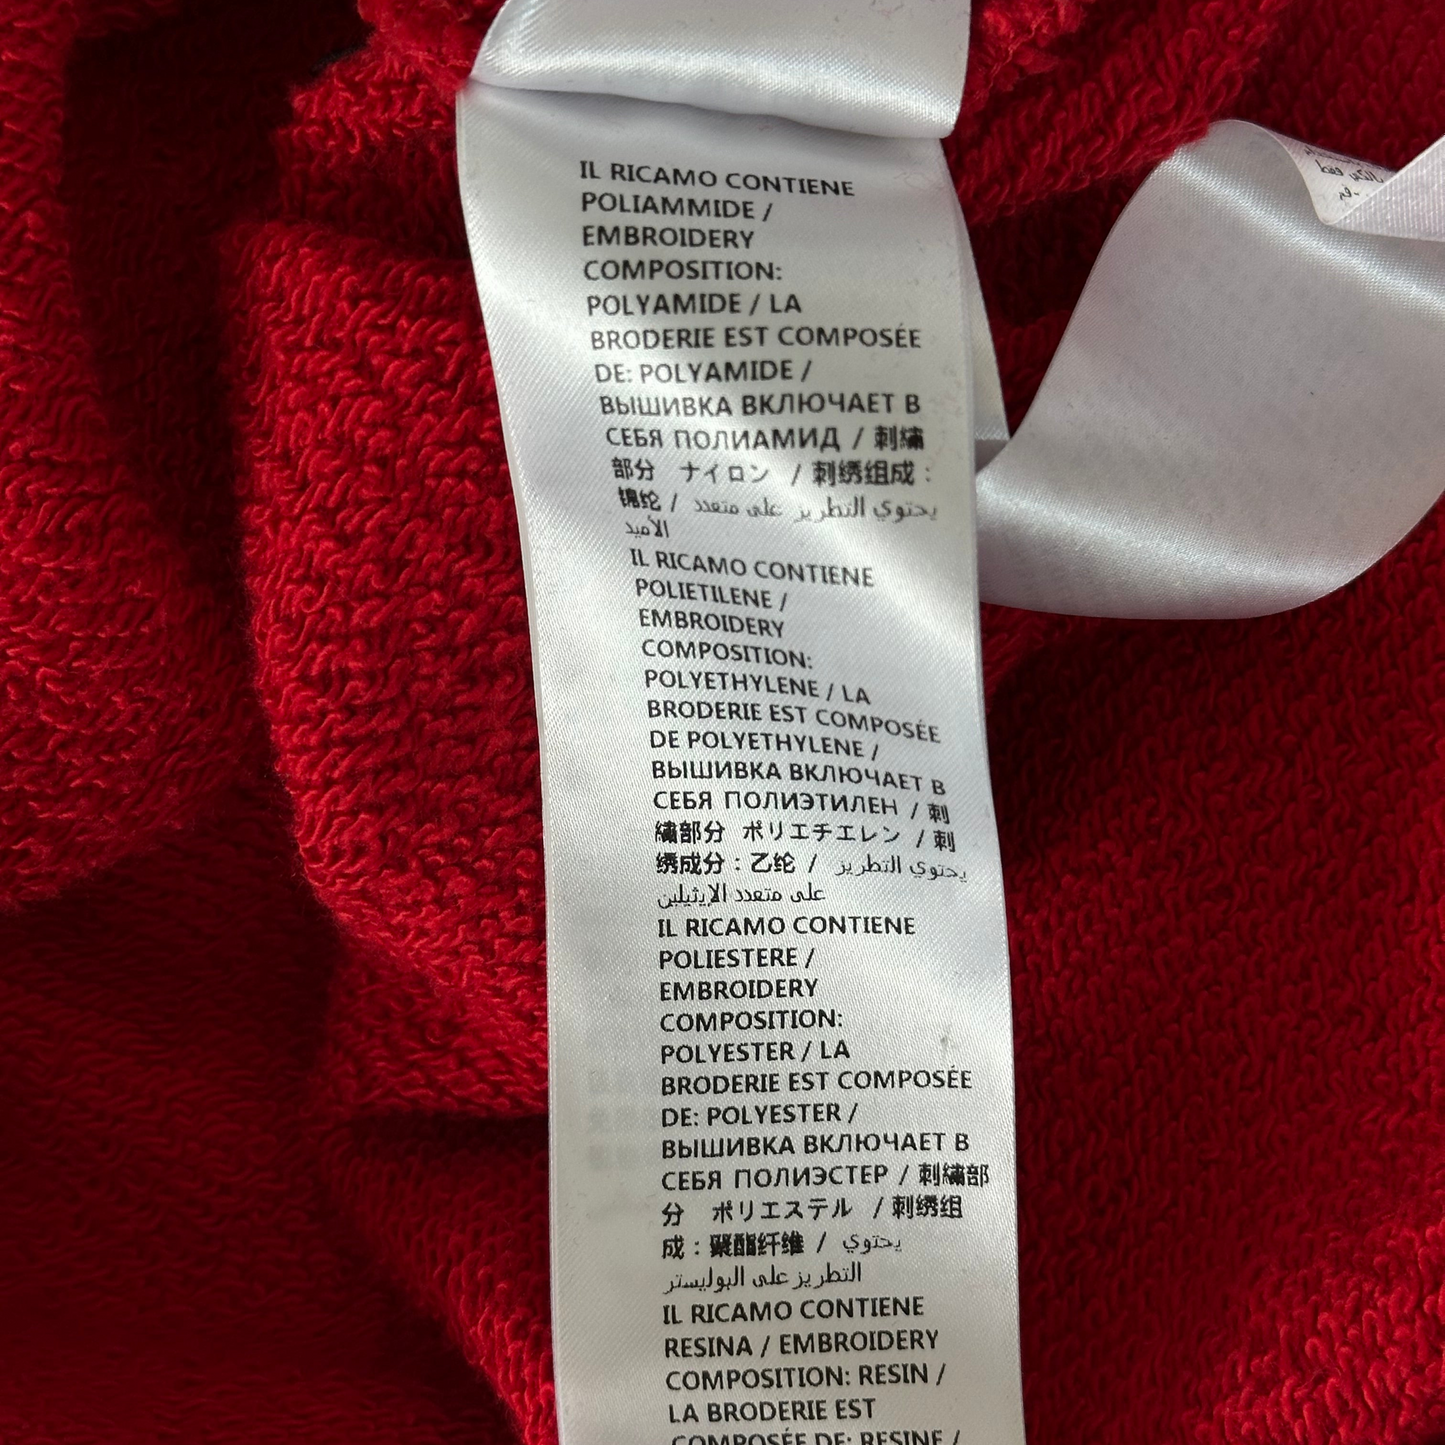 IL RICAMO CONTIENE
POLIAMMIDE /
EMBROIDERY
COMPOSITION:
POLYAMIDE / LA
BRODERIE EST COMPOSÉE
DE: POLYAMIDE /
ВЫШИВКА ВКЛЮЧАЕТ В
СЕБЯ ПОЛИАМИД / 刺繍
部分 ナイロン / 刺绣组成：
锦纶 / يحتوي التطريز على متعدد
الأميد
IL RICAMO CONTIENE
POLIETILENE /
EMBROIDERY
COMPOSITION:
POLYETHYLENE / LA
BRODERIE EST COMPOSÉE
DE POLYETHYLENE /
ВЫШИВКА ВКЛЮЧАЕТ В
СЕБЯ ПОЛИЭТИЛЕН / 刺
繍部分 ポリエチエレン / 刺
绣成分：乙纶 / يحتوي التطريز
على متعدد الإيثيلين
IL RICAMO CONTIENE
POLIESTERE /
EMBROIDERY
COMPOSITION:
POLYESTER / LA
BRODERIE EST COMPOSÉE
DE: POLYESTER /
ВЫШИВКА ВКЛЮЧАЕТ В
СЕБЯ ПОЛИЭСТЕР / 刺繍部
分 ポリエステル / 刺绣组
成：聚酯纤维 / يحتوي
التطريز على البوليستر
IL RICAMO CONTIENE
RESINA / EMBROIDERY
COMPOSITION: RESIN /
LA BRODERIE EST
COMPOSÉE DE: RESINE /